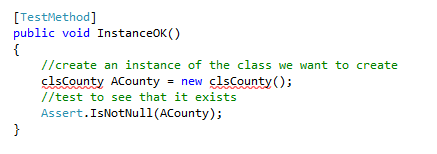 [TestMethod]
public void InstanceOK()
{
//create an instance of the class we want to create
clsCounty ACounty = new clsCounty();
//test to see that it exists
Assert.IsNotNull(ACounty);
}